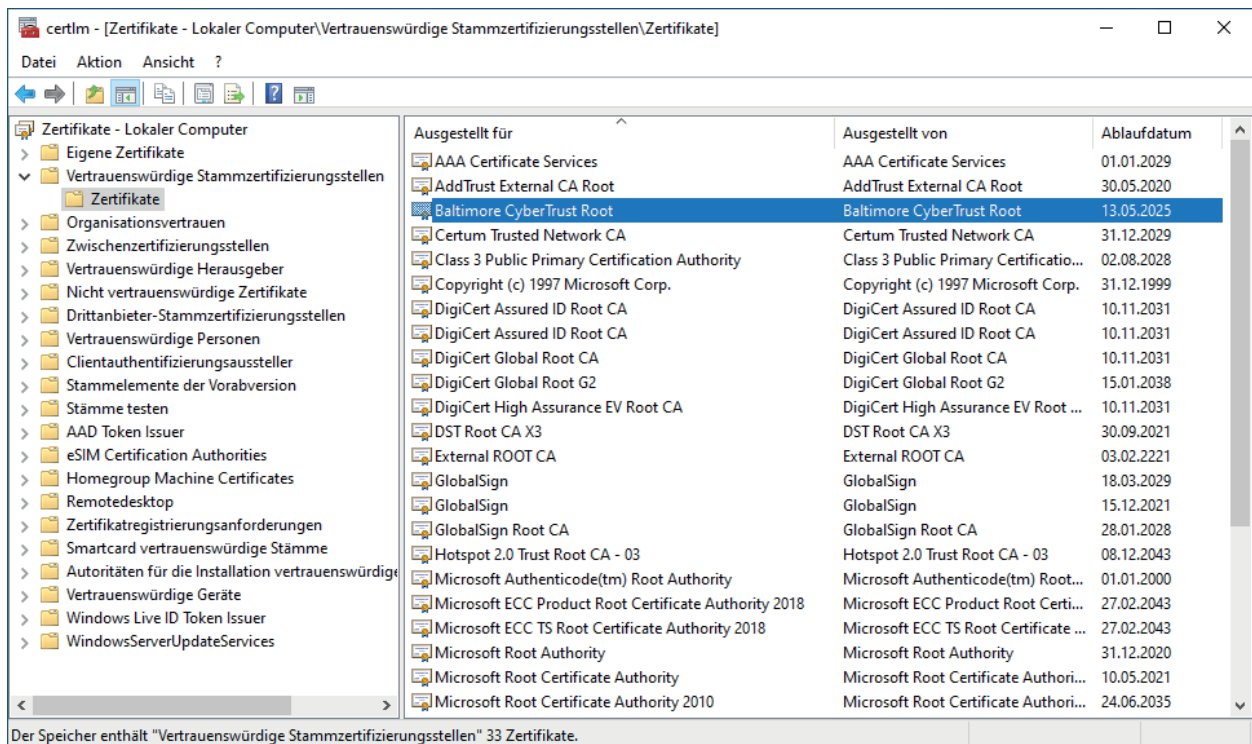 certlm - [Zertifikate - Lokaler Computer\Vertrauenswürdige Stammzertifizierungsstellen\Zertifikate]
Datei Aktion Ansicht ?
Zertifikate - Lokaler Computer
Eigene Zertifikate
Vertrauenswürdige Stammzertifizierungsstellen
Zertifikate
Organisationsvertrauen
Zwischenzertifizierungsstellen
Vertrauenswürdige Herausgeber
Nicht vertrauenswürdige Zertifikate
Drittanbieter-Stammzertifizierungsstellen
Vertrauenswürdige Personen
Clientauthentifizierungsaussteller
Stammelemente der Vorabversion
Stämme testen
AAD Token Issuer
eSIM Certification Authorities
Homegroup Machine Certificates
Remotedesktop
Zertifikatregistrierungsanforderungen
Smartcard vertrauenswürdige Stämme
Autoritäten für die Installation vertrauenswürdige
Vertrauenswürdige Geräte
Windows Live ID Token Issuer
WindowsServerUpdateServices
Ausgestellt für Ausgestellt von Ablaufdatum
AAA Certificate Services AAA Certificate Services 01.01.2029
AddTrust External CA Root AddTrust External CA Root 30.05.2020
Baltimore CyberTrust Root Baltimore CyberTrust Root 13.05.2025
Certum Trusted Network CA Certum Trusted Network CA 31.12.2029
Class 3 Public Primary Certification Authority Class 3 Public Primary Certificatio... 02.08.2028
Copyright (c) 1997 Microsoft Corp. Copyright (c) 1997 Microsoft Corp. 31.12.1999
DigiCert Assured ID Root CA DigiCert Assured ID Root CA 10.11.2031
DigiCert Assured ID Root CA DigiCert Assured ID Root CA 10.11.2031
DigiCert Global Root CA DigiCert Global Root CA 10.11.2031
DigiCert Global Root G2 DigiCert Global Root G2 15.01.2038
DigiCert High Assurance EV Root CA DigiCert High Assurance EV Root ... 10.11.2031
DST Root CA X3 DST Root CA X3 30.09.2021
External ROOT CA External ROOT CA 03.02.2221
GlobalSign GlobalSign 18.03.2029
GlobalSign GlobalSign 15.12.2021
GlobalSign Root CA GlobalSign Root CA 28.01.2028
Hotspot 2.0 Trust Root CA - 03 Hotspot 2.0 Trust Root CA - 03 08.12.2043
Microsoft Authenticode(tm) Root Authority Microsoft Authenticode(tm) Root... 01.01.2000
Microsoft ECC Product Root Certificate Authority 2018 Microsoft ECC Product Root Certi... 27.02.2043
Microsoft ECC TS Root Certificate Authority 2018 Microsoft ECC TS Root Certificate ... 27.02.2043
Microsoft Root Authority Microsoft Root Authority 31.12.2020
Microsoft Root Certificate Authority Microsoft Root Certificate Authori... 10.05.2021
Microsoft Root Certificate Authority 2010 Microsoft Root Certificate Authori... 24.06.2035
Der Speicher enthält "Vertrauenswürdige Stammzertifizierungsstellen" 33 Zertifikate.